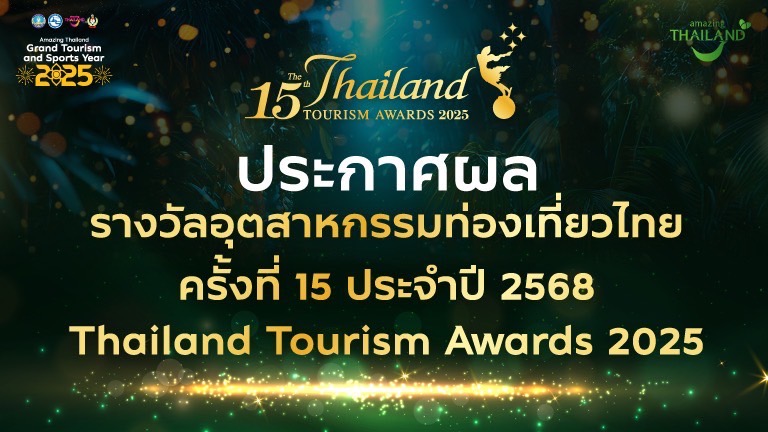 Amazing Thailand
Grand Tourism
and Sports Year
2025
amazing
THAILAND
The
15th Thailand
TOURISM AWARDS 2025
ประกาศผล
รางวัลอุตสาหกรรมท่องเที่ยวไทย
ครั้งที่ 15 ประจำปี 2568
Thailand Tourism Awards 2025